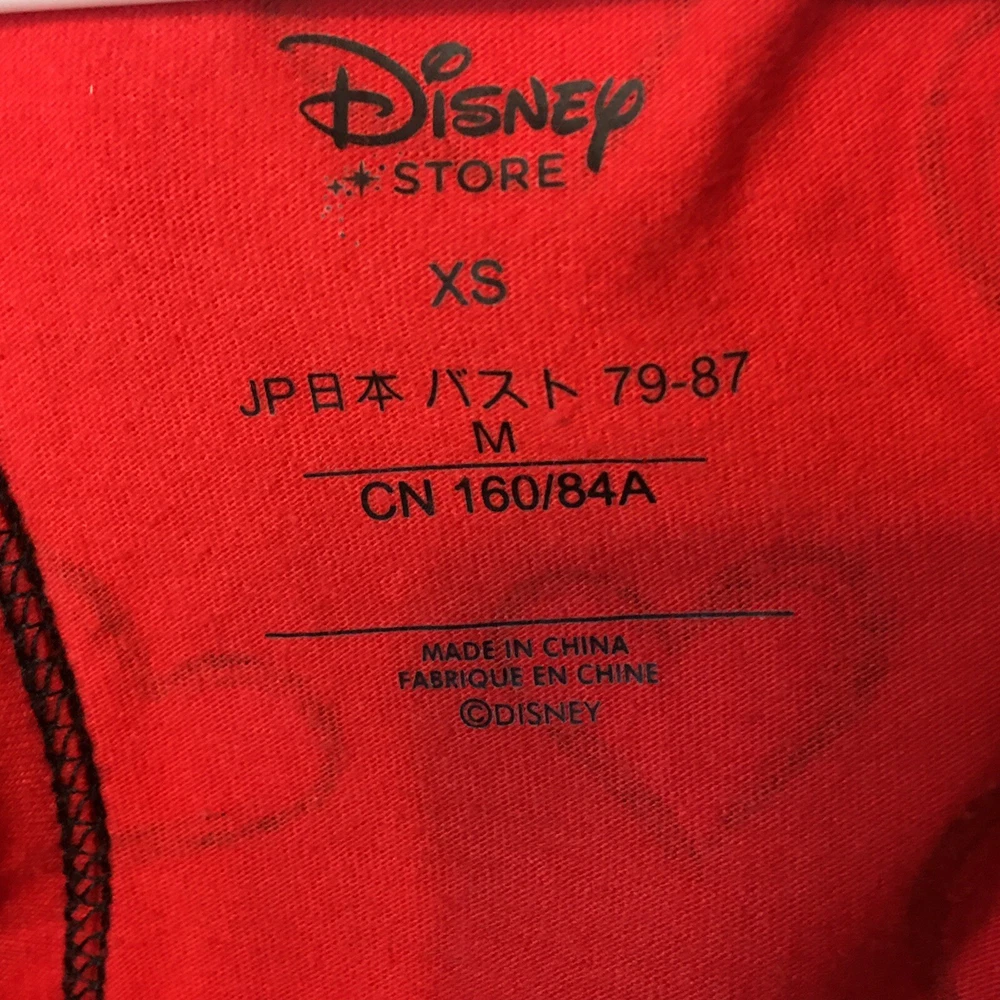 Disney
STORE
XS
JP日本 バスト 79-87
M
CN 160/84A
MADE IN CHINA
FABRIQUE EN CHINE
©DISNEY